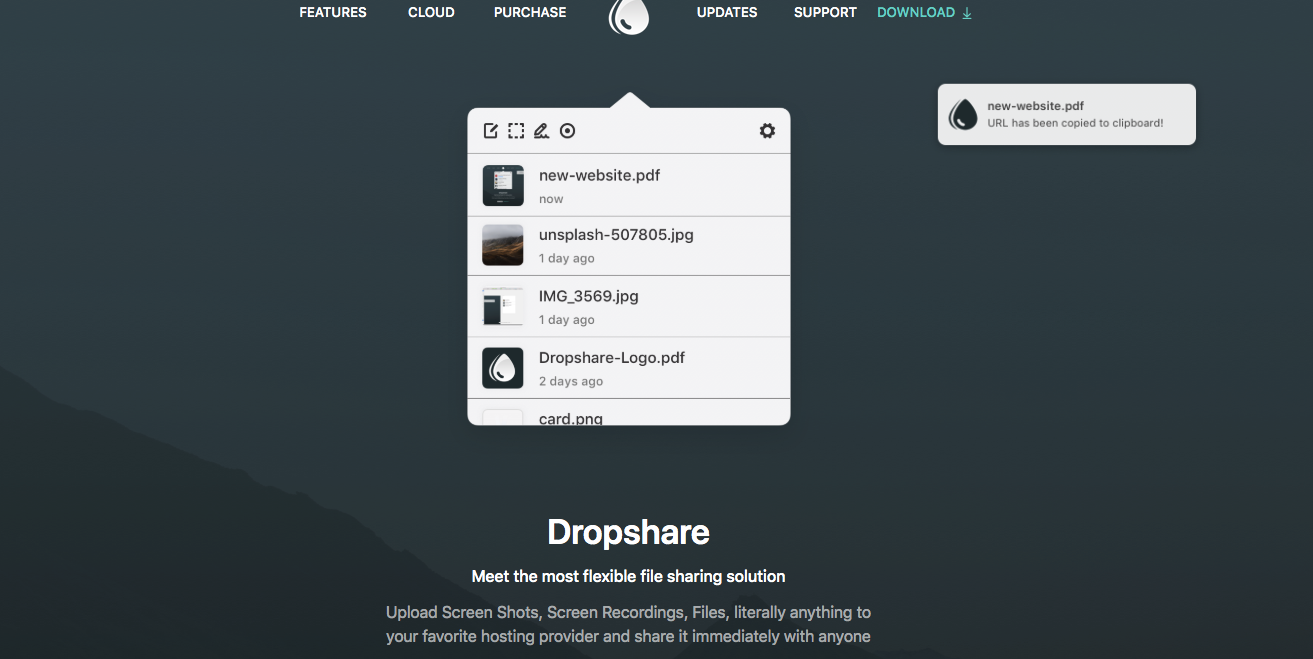 FEATURES CLOUD PURCHASE UPDATES SUPPORT DOWNLOAD
new-website.pdf
URL has been copied to clipboard!
new-website.pdf
now
unsplash-507805.jpg
1 day ago
IMG_3569.jpg
1 day ago
Dropshare-Logo.pdf
2 days ago
card.png
Dropshare
Meet the most flexible file sharing solution
Upload Screen Shots, Screen Recordings, Files, literally anything to
your favorite hosting provider and share it immediately with anyone